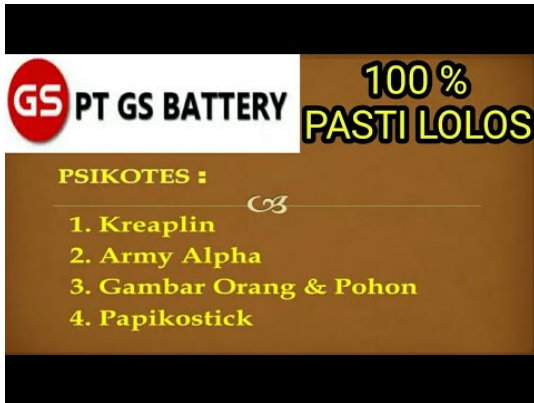 GS PT GS BATTERY
100 %
PASTI LOLOS
PSIKOTES :
1. Kreaplin
2. Army Alpha
3. Gambar Orang & Pohon
4. Papikostick